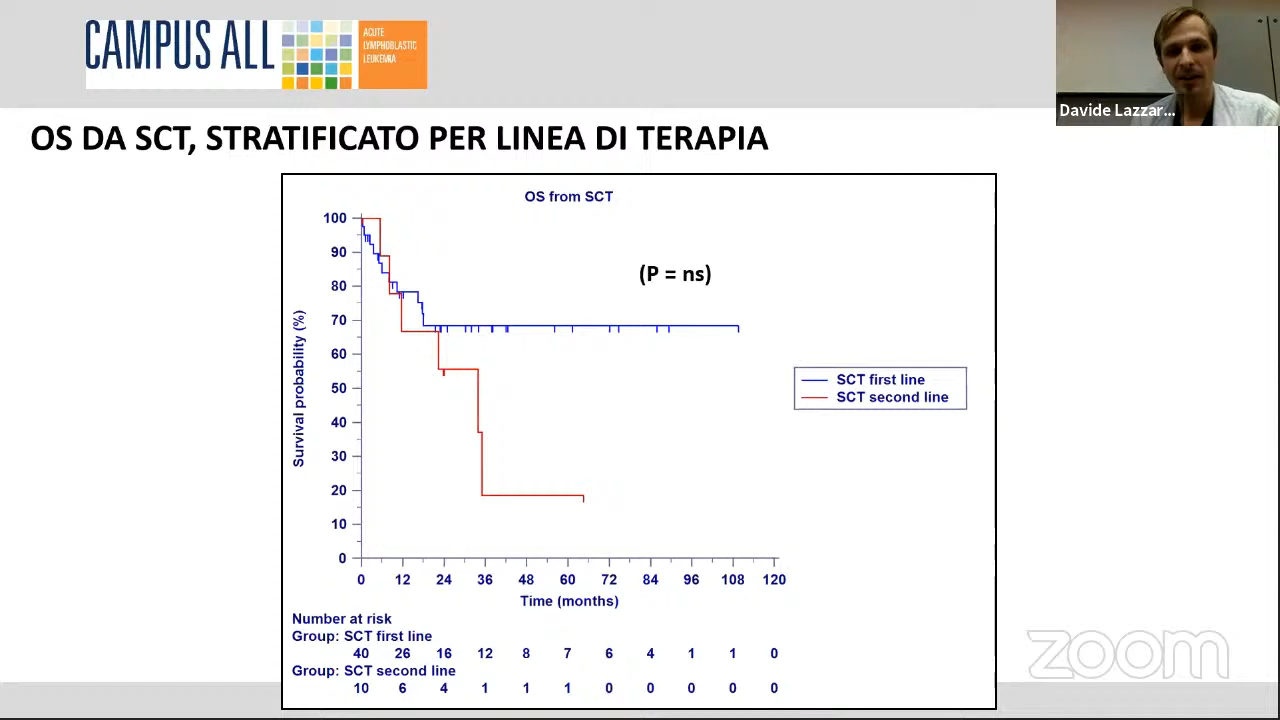 CAMPUS ALL
ACUTE
LYMPHOBLASTIC
LEUKEMIA
Davide Lazzar...
OS DA SCT, STRATIFICATO PER LINEA DI TERAPIA
OS from SCT
(P = ns)
Survival probability (%)
100
90
80
70
60
50
40
30
20
10
0
SCT first line
SCT second line
0 12 24 36 48 60 72 84 96 108 120
Time (months)
Number at risk
Group: SCT first line
40 26 16 12 8 7 6 4 1 1 0
Group: SCT second line
10 6 4 1 1 1 0 0 0 0 0
zoom